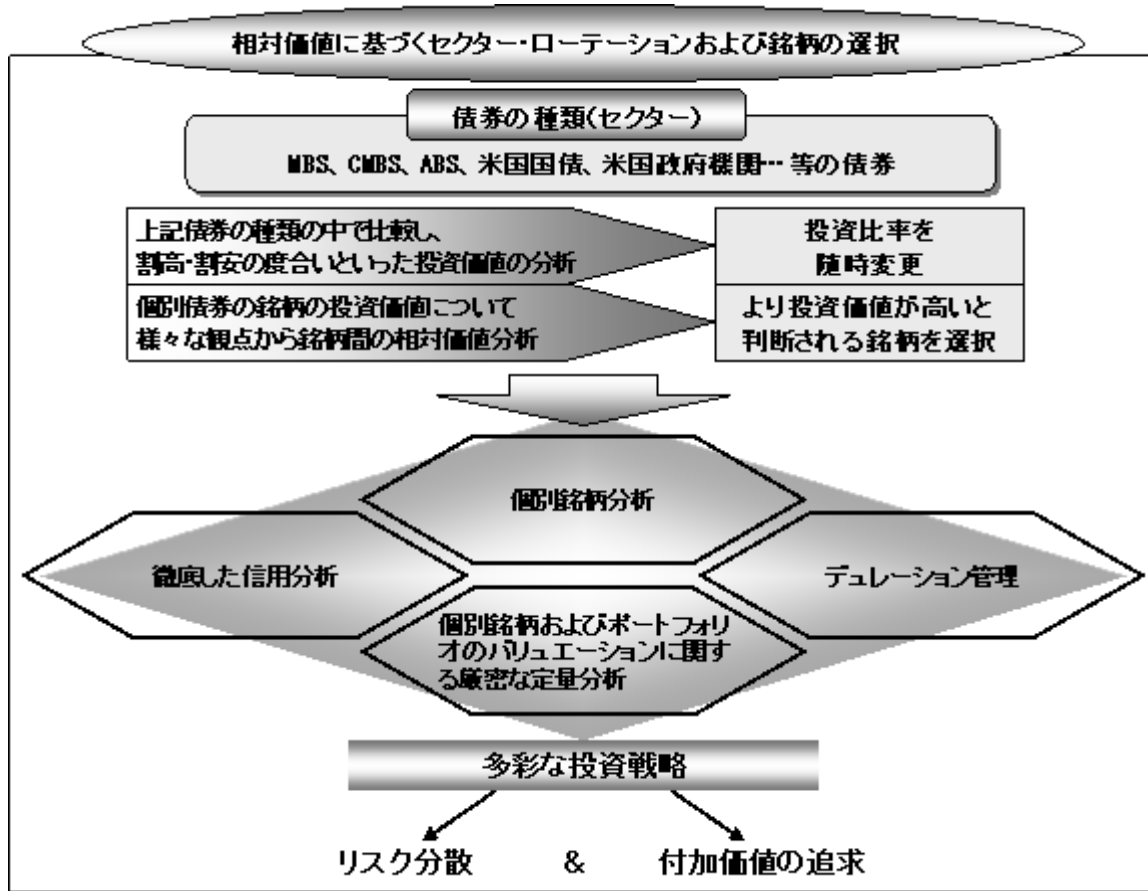 相対価値に基づくセクター・ローテーションおよび銘柄の選択
債券の種類(セクター)
MBS、CMBS、ABS、米国国債、米国政府機関…等の債券
上記債券の種類の中で比較し、
割高・割安の度合いといった投資価値の分析
投資比率を
随時変更
個別債券の銘柄の投資価値について
様々な観点から銘柄間の相対価値分析
より投資価値が高いと
判断される銘柄を選択
個別銘柄分析
徹底した信用分析
デュレーション管理
個別銘柄およびポートフォリ
オのバリュエーションに関す
る厳密な定量分析
多彩な投資戦略
リスク分散 & 付加価値の追求